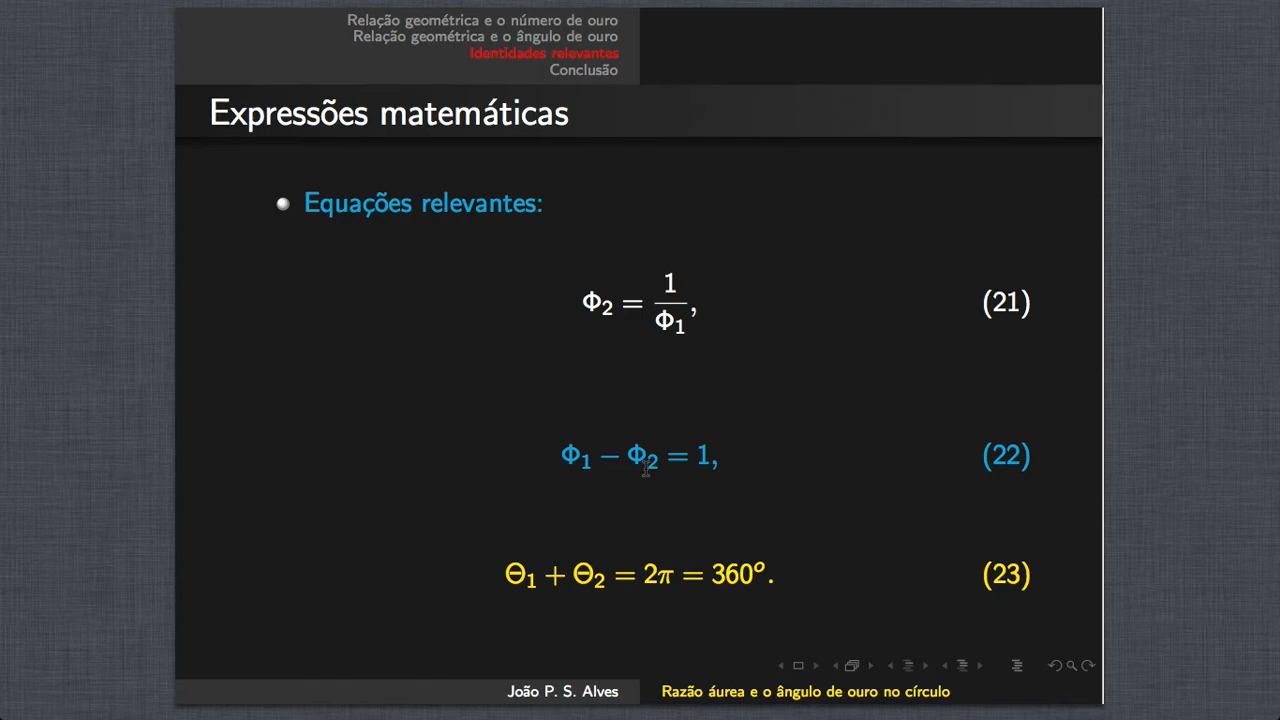 Relação geométrica e o número de ouro
Relação geométrica e o ângulo de ouro
Identidades relevantes
Conclusão
Expressões matemáticas
Equações relevantes:
Φ₂ = 1/Φ₁, (21)
Φ₁ − Φ₂ = 1, (22)
Θ₁ + Θ₂ = 2π = 360º. (23)
João P. S. Alves Razão áurea e o ângulo de ouro no círculo